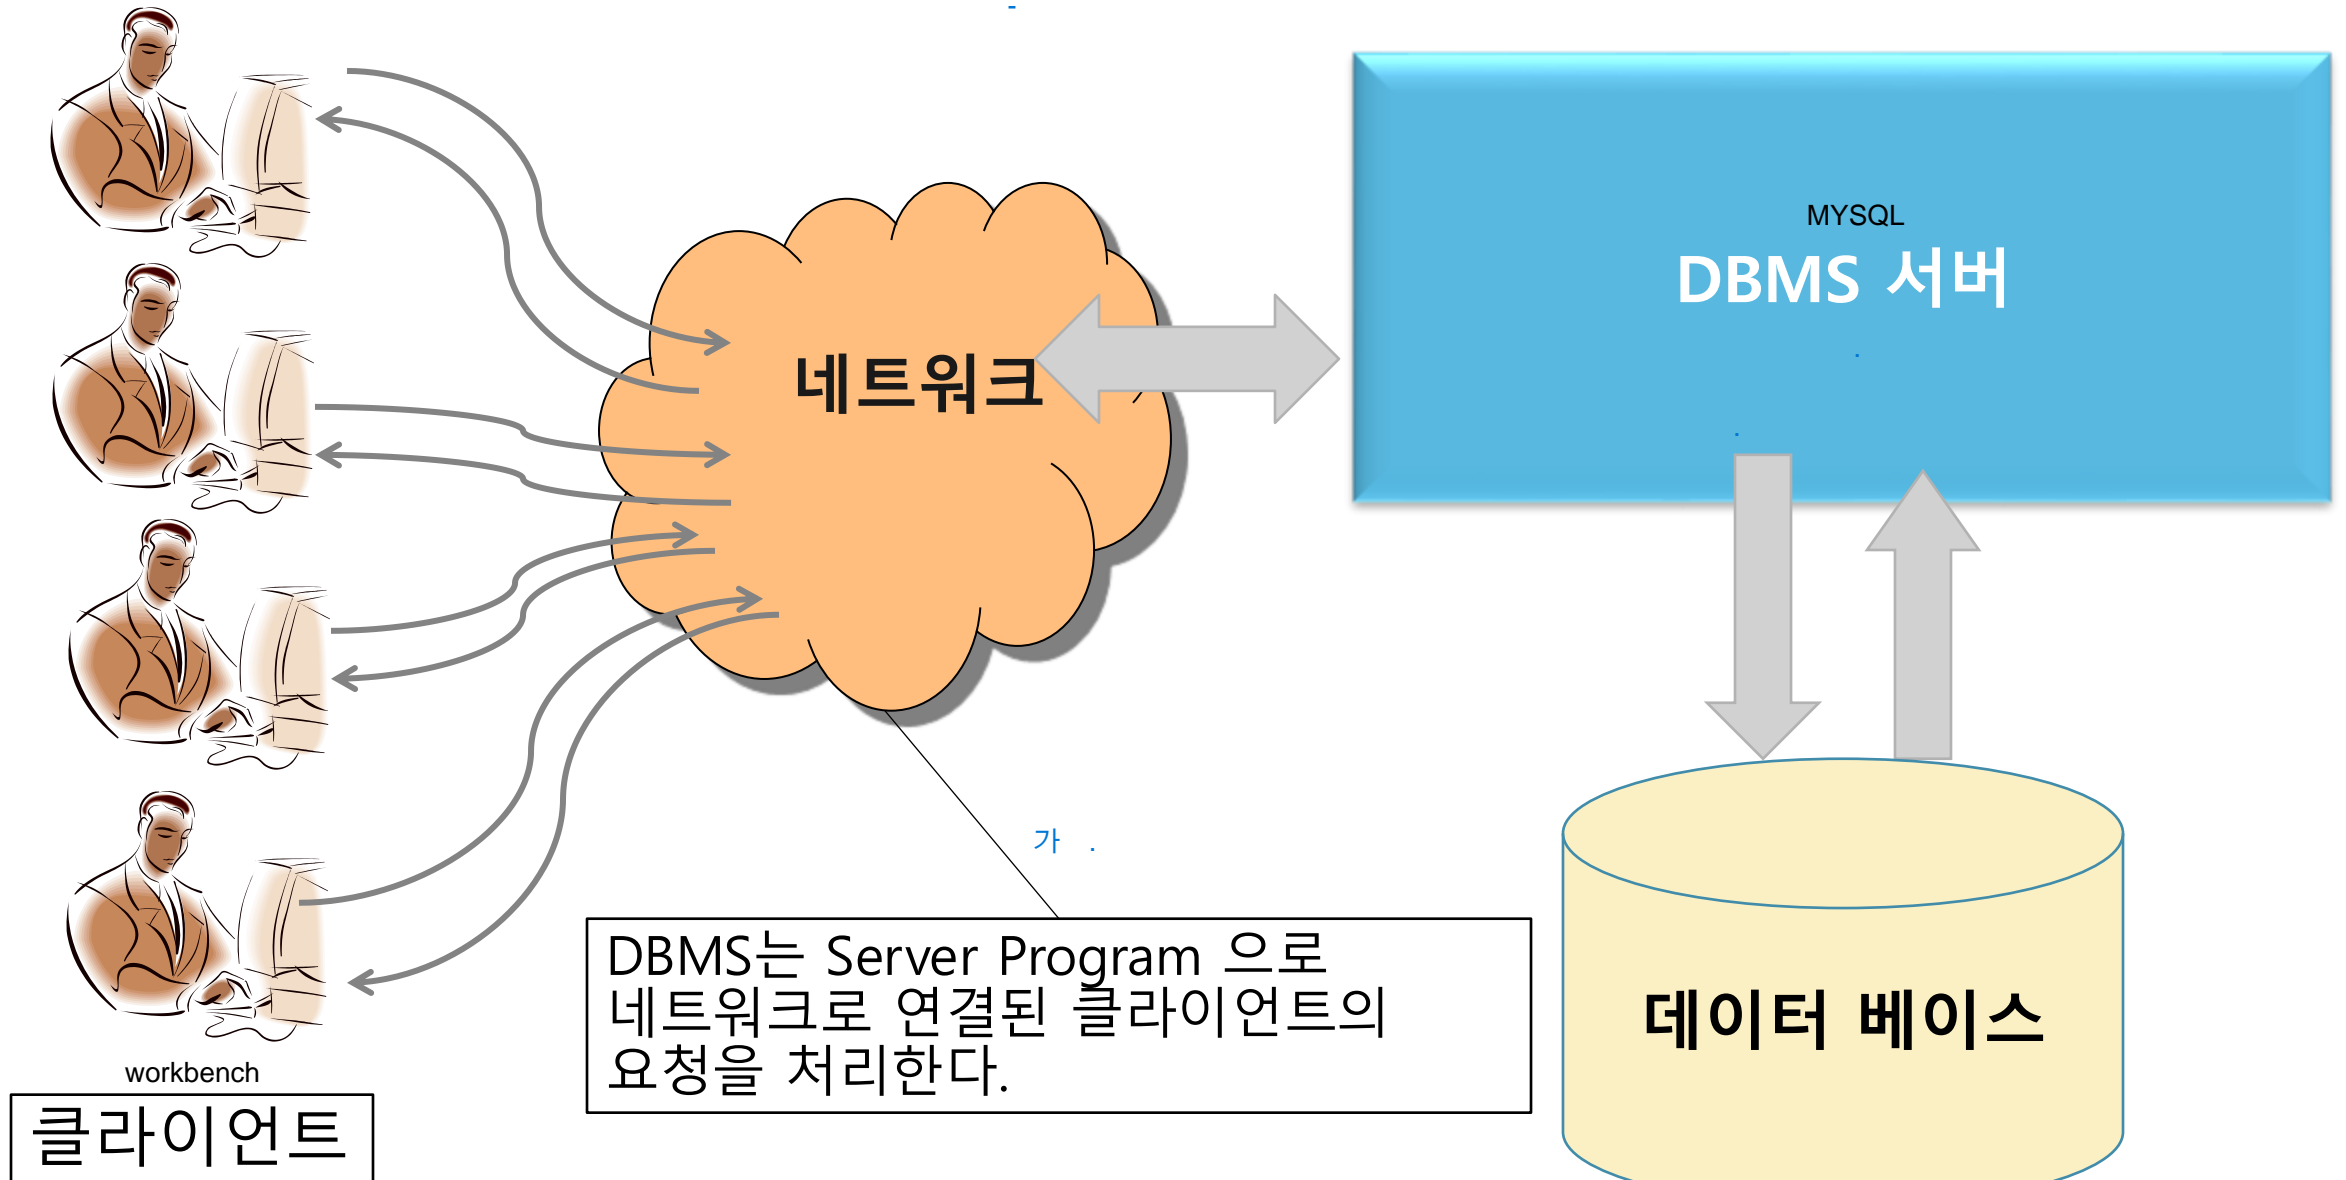 -
MYSQL
DBMS 서버
.
.
네트워크
가 .
DBMS는 Server Program 으로
네트워크로 연결된 클라이언트의
요청을 처리한다.
데이터 베이스
workbench
클라이언트